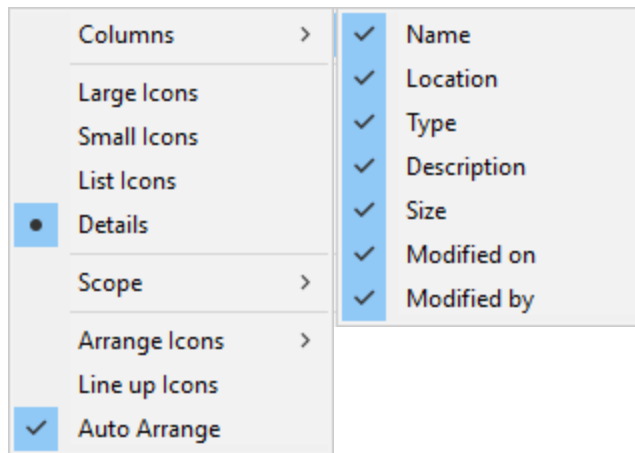 Columns
Large Icons
Small Icons
List Icons
Details
Scope
Arrange Icons
Line up Icons
Auto Arrange
Name
Location
Type
Description
Size
Modified on
Modified by